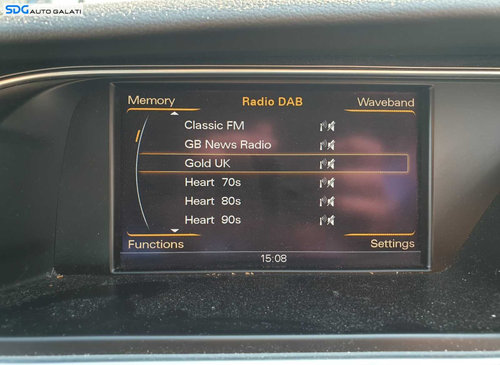 SDG AUTO GALATI
Memory
Radio DAB
Waveband
Classic FM
GB News Radio
Gold UK
Heart 70s
Heart 80s
Heart 90s
Functions
Settings
15:08